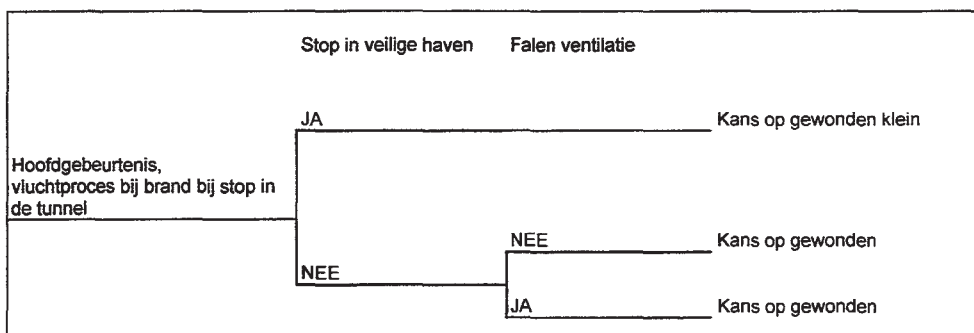 Stop in veilige haven
Falen ventilatie
JA
Kans op gewonden klein
Hoofdgebeurtenis,
vluchtproces bij brand bij stop in
de tunnel
NEE
Kans op gewonden
NEE
JA
Kans op gewonden